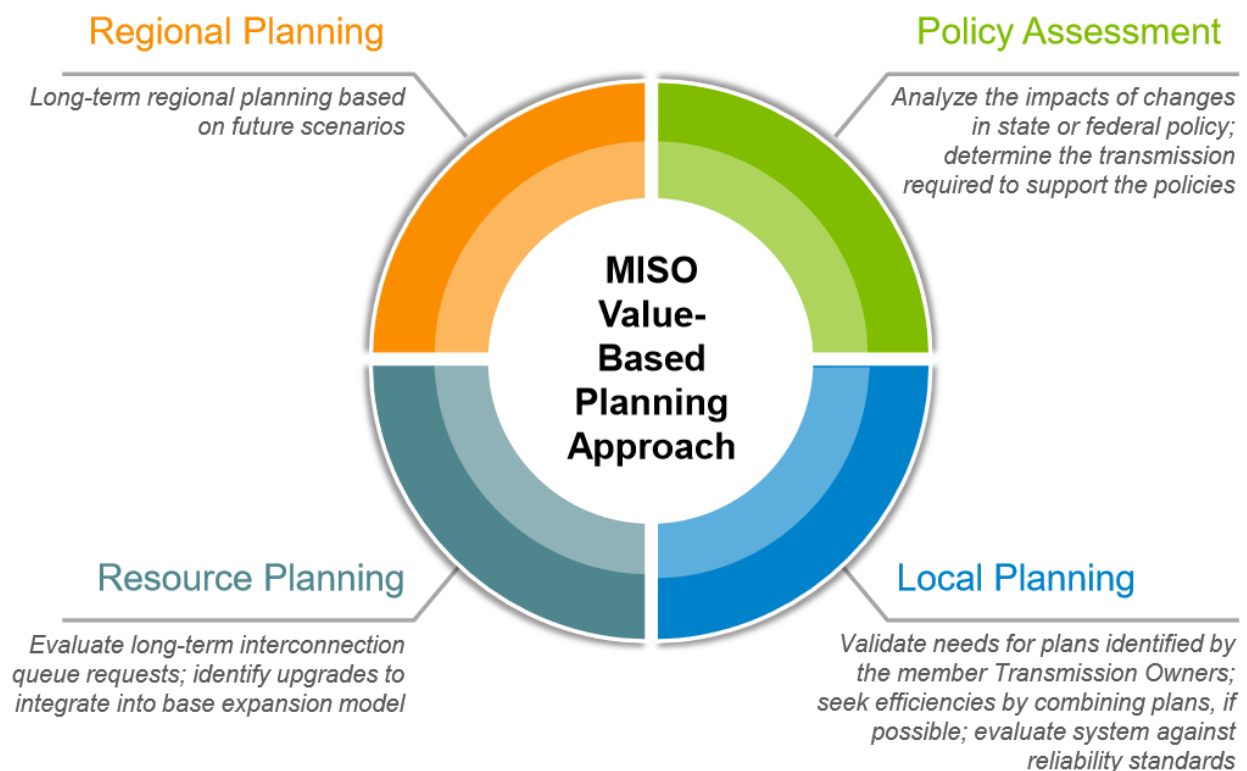 Regional Planning
Long-term regional planning based
on future scenarios
Policy Assessment
Analyze the impacts of changes
in state or federal policy;
determine the transmission
required to support the policies
MISO
Value-
Based
Planning
Approach
Resource Planning
Evaluate long-term interconnection
queue requests; identify upgrades to
integrate into base expansion model
Local Planning
Validate needs for plans identified by
the member Transmission Owners;
seek efficiencies by combining plans, if
possible; evaluate system against
reliability standards